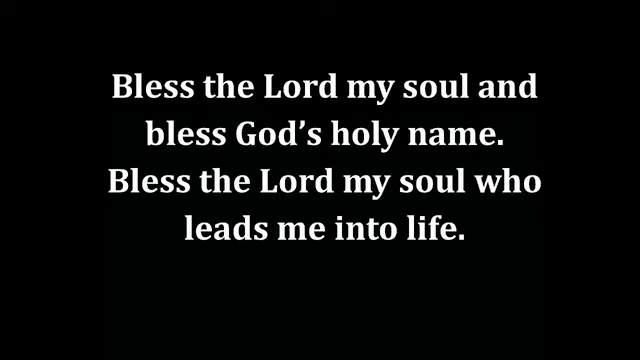 Bless the Lord my soul and
bless God’s holy name.
Bless the Lord my soul who
leads me into life.